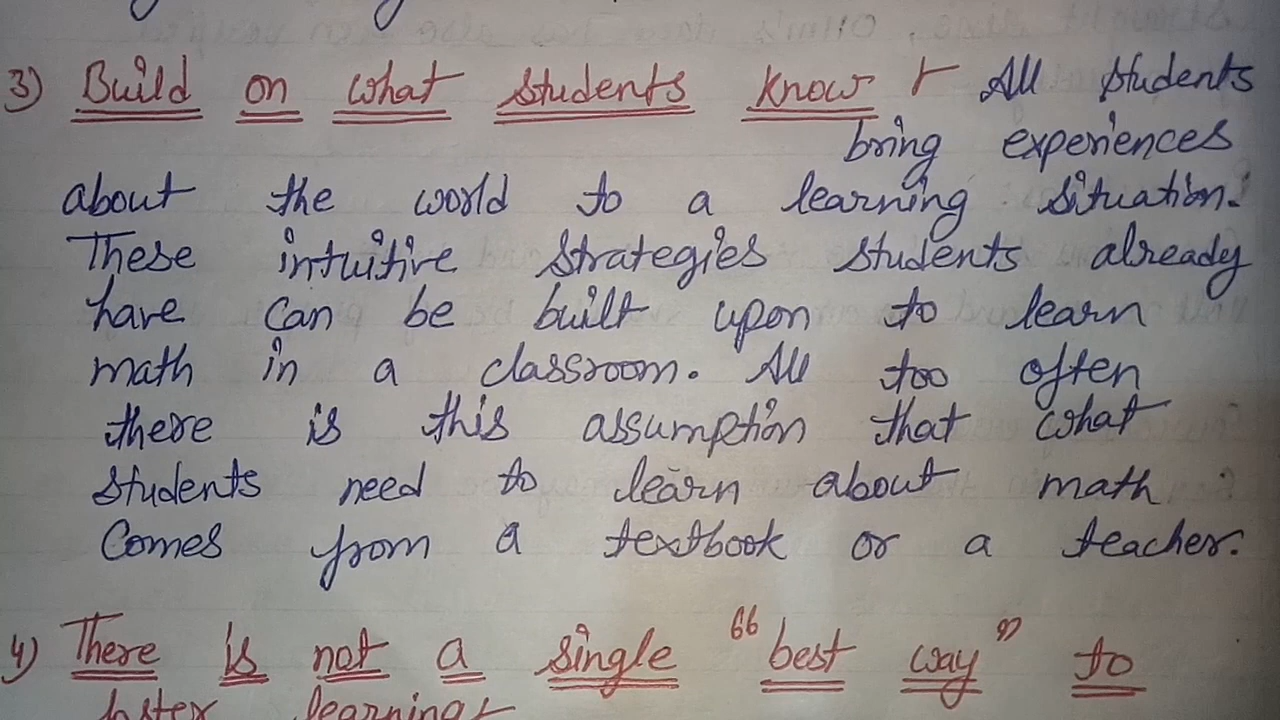 3) Build on what students know :- All students
bring experiences
about the world to a learning situation.
These intuitive strategies students already
have can be built upon to learn
math in a classroom. All too often
there is this assumption that what
students need to learn about math
Comes from a textbook or a teacher.
4) There is not a single "best way" to
foster learning:-